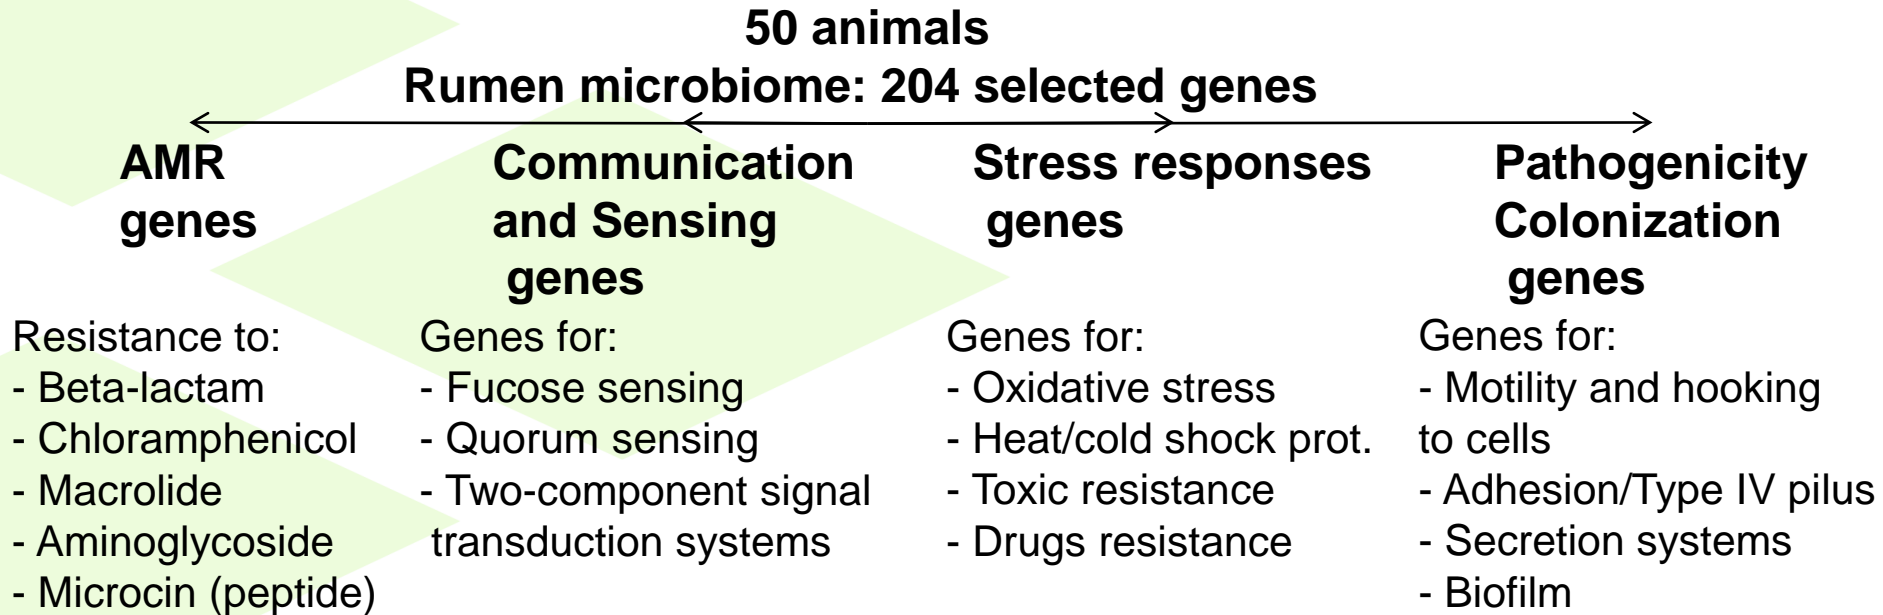 50 animals
Rumen microbiome: 204 selected genes
AMR
genes
Resistance to:
- Beta-lactam
- Chloramphenicol
- Macrolide
- Aminoglycoside
- Microcin (peptide)
Communication
and Sensing
genes
Genes for:
- Fucose sensing
- Quorum sensing
- Two-component signal
transduction systems
Stress responses
genes
Genes for:
- Oxidative stress
- Heat/cold shock prot.
- Toxic resistance
- Drugs resistance
Pathogenicity
Colonization
genes
Genes for:
- Motility and hooking
to cells
- Adhesion/Type IV pilus
- Secretion systems
- Biofilm